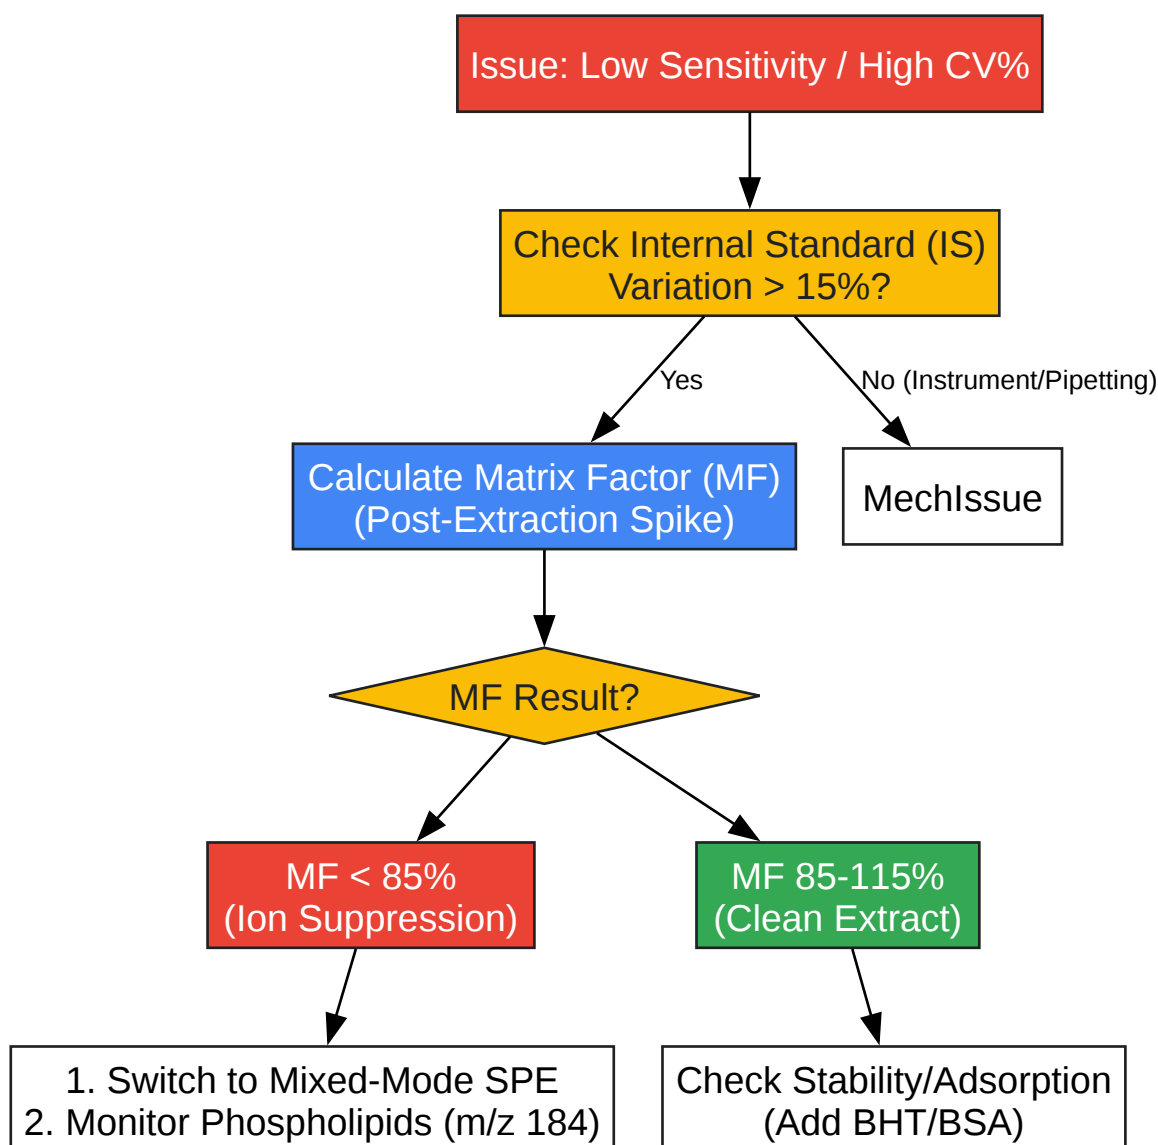 Issue: Low Sensitivity / High CV%
Check Internal Standard (IS)
Variation > 15%?
Yes
No (Instrument/Pipetting)
Calculate Matrix Factor (MF)
(Post-Extraction Spike)
MechIssue
MF Result?
MF < 85%
(Ion Suppression)
MF 85-115%
(Clean Extract)
1. Switch to Mixed-Mode SPE
2. Monitor Phospholipids (m/z 184)
Check Stability/Adsorption
(Add BHT/BSA)